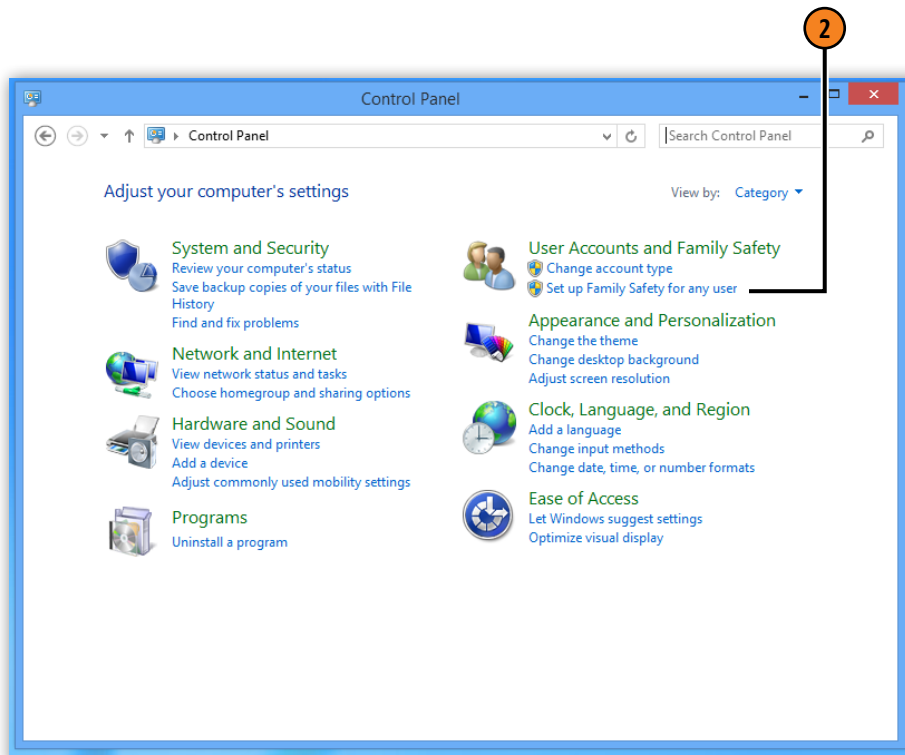 2
Control Panel
Control Panel
Search Control Panel
Adjust your computer's settings
View by: Category
System and Security
Review your computer's status
Save backup copies of your files with File
History
Find and fix problems
Network and Internet
View network status and tasks
Choose homegroup and sharing options
Hardware and Sound
View devices and printers
Add a device
Adjust commonly used mobility settings
Programs
Uninstall a program
User Accounts and Family Safety
Change account type
Set up Family Safety for any user
Appearance and Personalization
Change the theme
Change desktop background
Adjust screen resolution
Clock, Language, and Region
Add a language
Change input methods
Change date, time, or number formats
Ease of Access
Let Windows suggest settings
Optimize visual display